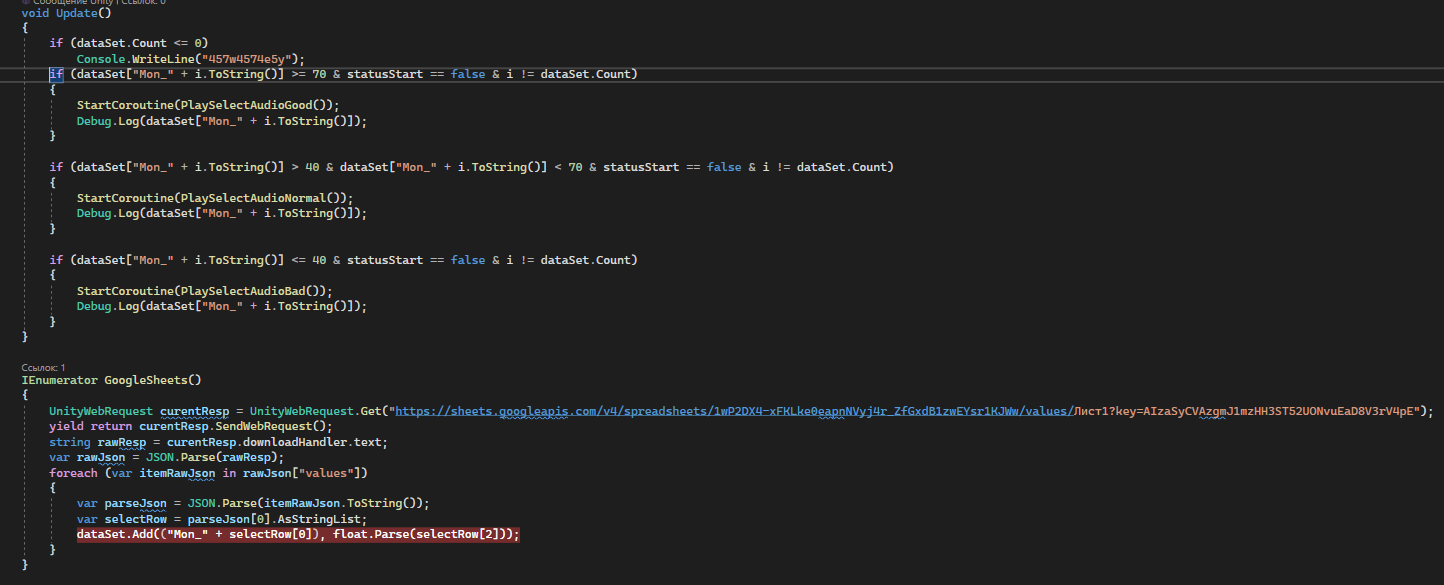 Сообщение Unity | Ссылок: 0
void Update()
{
if (dataSet.Count <= 0)
Console.WriteLine("457w4574e5y");
if (dataSet["Mon_" + i.ToString()] >= 70 & statusStart == false & i != dataSet.Count)
{
StartCoroutine(PlaySelectAudioGood());
Debug.Log(dataSet["Mon_" + i.ToString()]);
}
if (dataSet["Mon_" + i.ToString()] > 40 & dataSet["Mon_" + i.ToString()] < 70 & statusStart == false & i != dataSet.Count)
{
StartCoroutine(PlaySelectAudioNormal());
Debug.Log(dataSet["Mon_" + i.ToString()]);
}
if (dataSet["Mon_" + i.ToString()] <= 40 & statusStart == false & i != dataSet.Count)
{
StartCoroutine(PlaySelectAudioBad());
Debug.Log(dataSet["Mon_" + i.ToString()]);
}
}
Ссылок: 1
IEnumerator GoogleSheets()
{
UnityWebRequest curentResp = UnityWebRequest.Get("https://sheets.googleapis.com/v4/spreadsheets/1wP2DX4-xFKLke0eapnNVyj4r_ZfGxdB1zwEYsr1KJWw/values/Лист1?key=AIzaSyCVAzgmJ1mzHH3ST52UONvuEaD8V3rV4pE");
yield return curentResp.SendWebRequest();
string rawResp = curentResp.downloadHandler.text;
var rawJson = JSON.Parse(rawResp);
foreach (var itemRawJson in rawJson["values"])
{
var parseJson = JSON.Parse(itemRawJson.ToString());
var selectRow = parseJson[0].AsStringList;
dataSet.Add(("Mon_" + selectRow[0]), float.Parse(selectRow[2]));
}
}